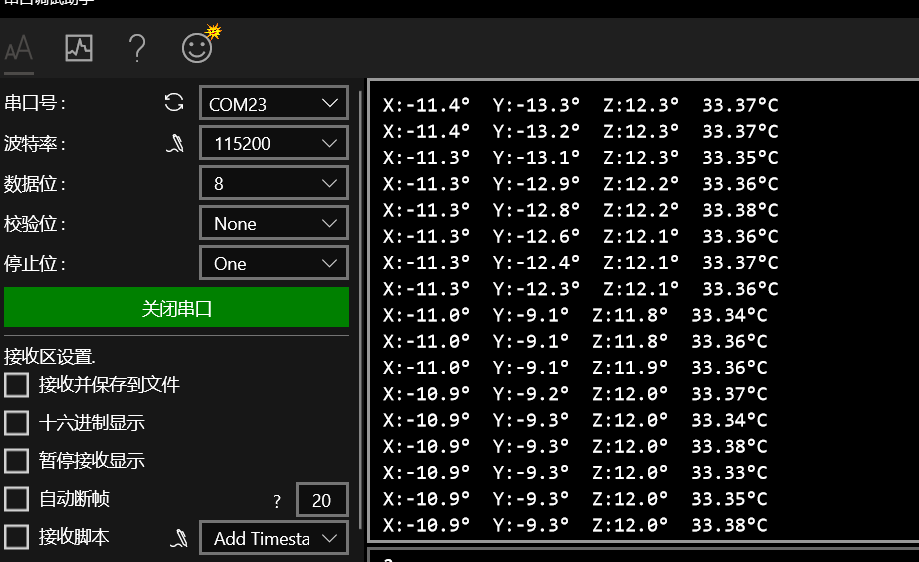 串口调试助手
串口号：
COM23
波特率：
115200
数据位：
8
校验位：
None
停止位：
One
关闭串口
接收区设置.
接收并保存到文件
十六进制显示
暂停接收显示
自动断帧
?
20
接收脚本
Add Timesta
X:-11.4° Y:-13.3° Z:12.3° 33.37°C
X:-11.4° Y:-13.2° Z:12.3° 33.37°C
X:-11.3° Y:-13.1° Z:12.3° 33.35°C
X:-11.3° Y:-12.9° Z:12.2° 33.36°C
X:-11.3° Y:-12.8° Z:12.2° 33.38°C
X:-11.3° Y:-12.6° Z:12.1° 33.36°C
X:-11.3° Y:-12.4° Z:12.1° 33.37°C
X:-11.3° Y:-12.3° Z:12.1° 33.36°C
X:-11.0° Y:-9.1° Z:11.8° 33.34°C
X:-11.0° Y:-9.1° Z:11.8° 33.36°C
X:-11.0° Y:-9.1° Z:11.9° 33.36°C
X:-10.9° Y:-9.2° Z:12.0° 33.37°C
X:-10.9° Y:-9.3° Z:12.0° 33.34°C
X:-10.9° Y:-9.3° Z:12.0° 33.38°C
X:-10.9° Y:-9.3° Z:12.0° 33.33°C
X:-10.9° Y:-9.3° Z:12.0° 33.35°C
X:-10.9° Y:-9.3° Z:12.0° 33.38°C